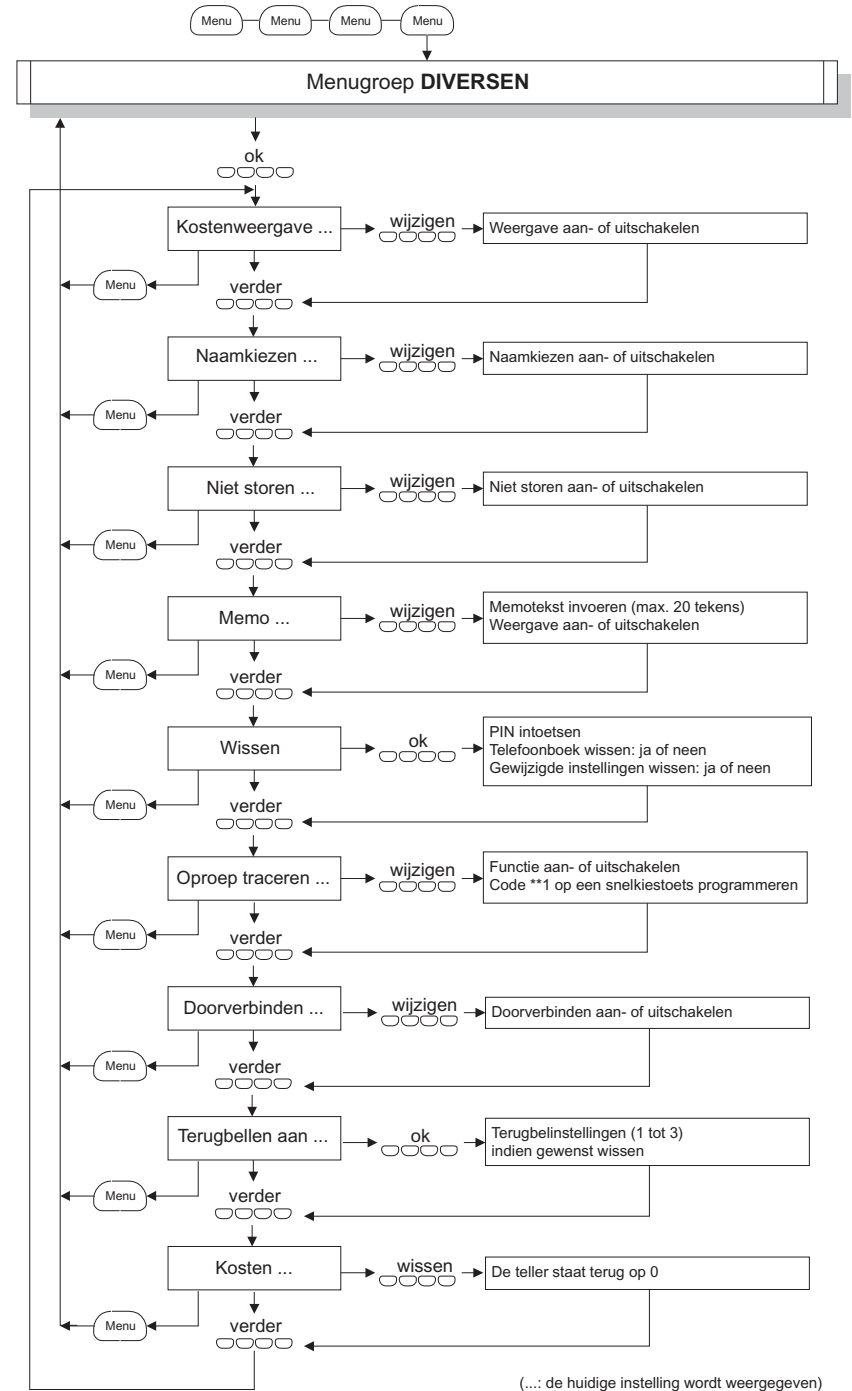 Menu Menu Menu Menu
Menugroep DIVERSEN
ok
Kostenweergave ... wijzigen Weergave aan- of uitschakelen
Menu verder
Naamkiezen ... wijzigen Naamkiezen aan- of uitschakelen
Menu verder
Niet storen ... wijzigen Niet storen aan- of uitschakelen
Menu verder
Memo ... wijzigen Memotekst invoeren (max. 20 tekens)
Weergave aan- of uitschakelen
Menu verder
Wissen ok PIN intoetsen
Telefoonboek wissen: ja of neen
Gewijzigde instellingen wissen: ja of neen
Menu verder
Oproep traceren ... wijzigen Functie aan- of uitschakelen
Code **1 op een snelkiestoets programmeren
Menu verder
Doorverbinden ... wijzigen Doorverbinden aan- of uitschakelen
Menu verder
Terugbellen aan ... ok Terugbelinstellingen (1 tot 3)
indien gewenst wissen
Menu verder
Kosten ... wissen De teller staat terug op 0
Menu verder
(...: de huidige instelling wordt weergegeven)